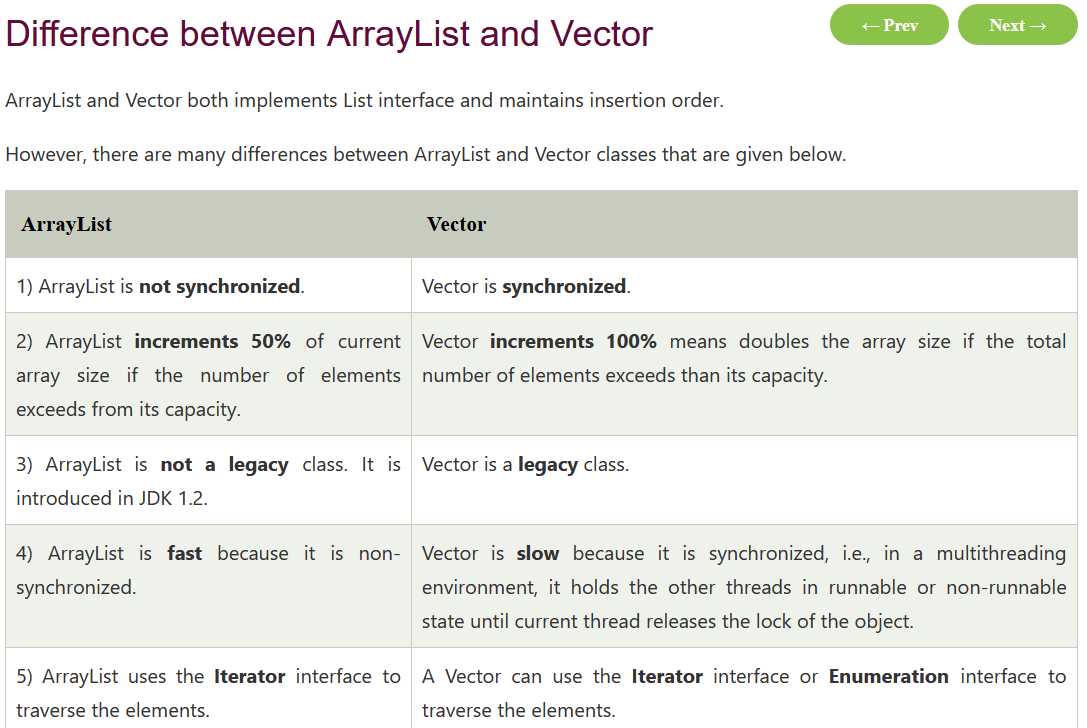 Difference between ArrayList and Vector
← Prev
Next →
ArrayList and Vector both implements List interface and maintains insertion order.
However, there are many differences between ArrayList and Vector classes that are given below.
ArrayList
Vector
1) ArrayList is not synchronized.
Vector is synchronized.
2) ArrayList increments 50% of current
array size if the number of elements
exceeds from its capacity.
Vector increments 100% means doubles the array size if the total
number of elements exceeds than its capacity.
3) ArrayList is not a legacy class. It is
introduced in JDK 1.2.
Vector is a legacy class.
4) ArrayList is fast because it is non-
synchronized.
Vector is slow because it is synchronized, i.e., in a multithreading
environment, it holds the other threads in runnable or non-runnable
state until current thread releases the lock of the object.
5) ArrayList uses the Iterator interface to
traverse the elements.
A Vector can use the Iterator interface or Enumeration interface to
traverse the elements.